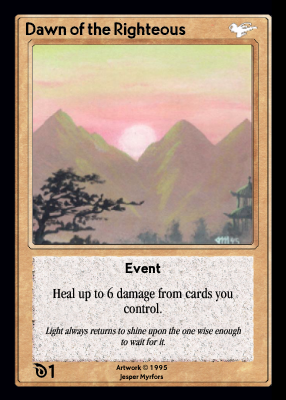 Dawn of the Righteous
Event
Heal up to 6 damage from cards you
control.
Light always returns to shine upon the one wise enough
to wait for it.
Artwork © 1995
Jesper Myrfors
1